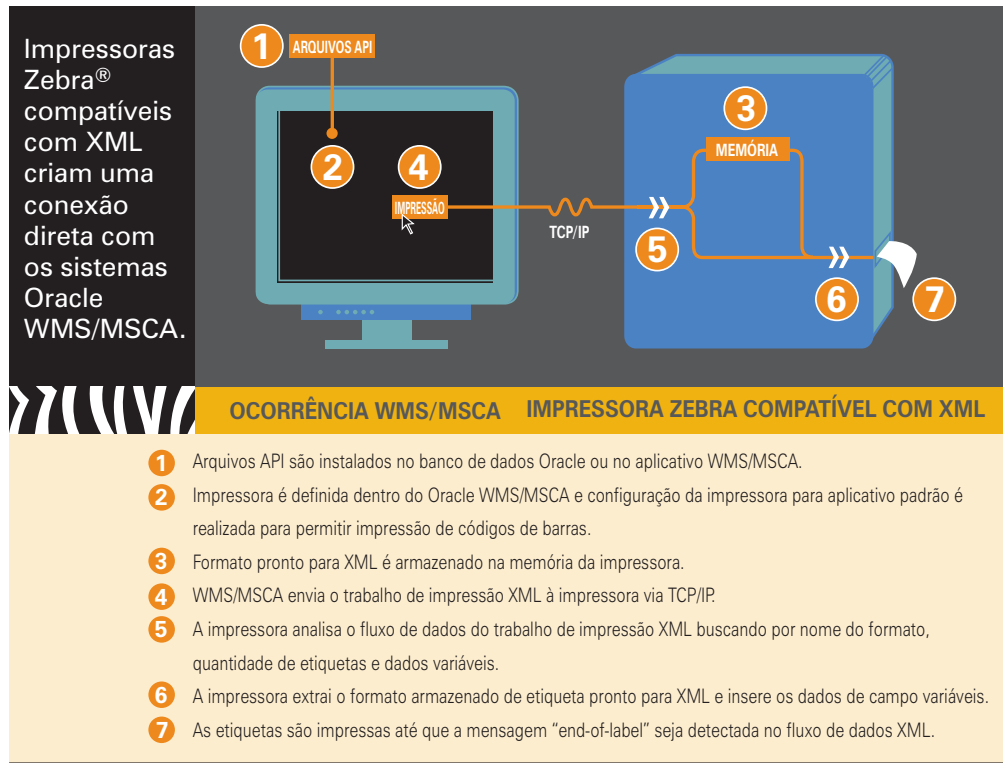 Impressoras
Zebra®
compatíveis
com XML
criam uma
conexão
direta com
os sistemas
Oracle
WMS/MSCA.
1 ARQUIVOS API
2
4
IMPRESSÃO
TCP/IP
3
MEMÓRIA
5
6
7
OCORRÊNCIA WMS/MSCA IMPRESSORA ZEBRA COMPATÍVEL COM XML
1 Arquivos API são instalados no banco de dados Oracle ou no aplicativo WMS/MSCA.
2 Impressora é definida dentro do Oracle WMS/MSCA e configuração da impressora para aplicativo padrão é
realizada para permitir impressão de códigos de barras.
3 Formato pronto para XML é armazenado na memória da impressora.
4 WMS/MSCA envia o trabalho de impressão XML à impressora via TCP/IP.
5 A impressora analisa o fluxo de dados do trabalho de impressão XML buscando por nome do formato,
quantidade de etiquetas e dados variáveis.
6 A impressora extrai o formato armazenado de etiqueta pronto para XML e insere os dados de campo variáveis.
7 As etiquetas são impressas até que a mensagem “end-of-label” seja detectada no fluxo de dados XML.